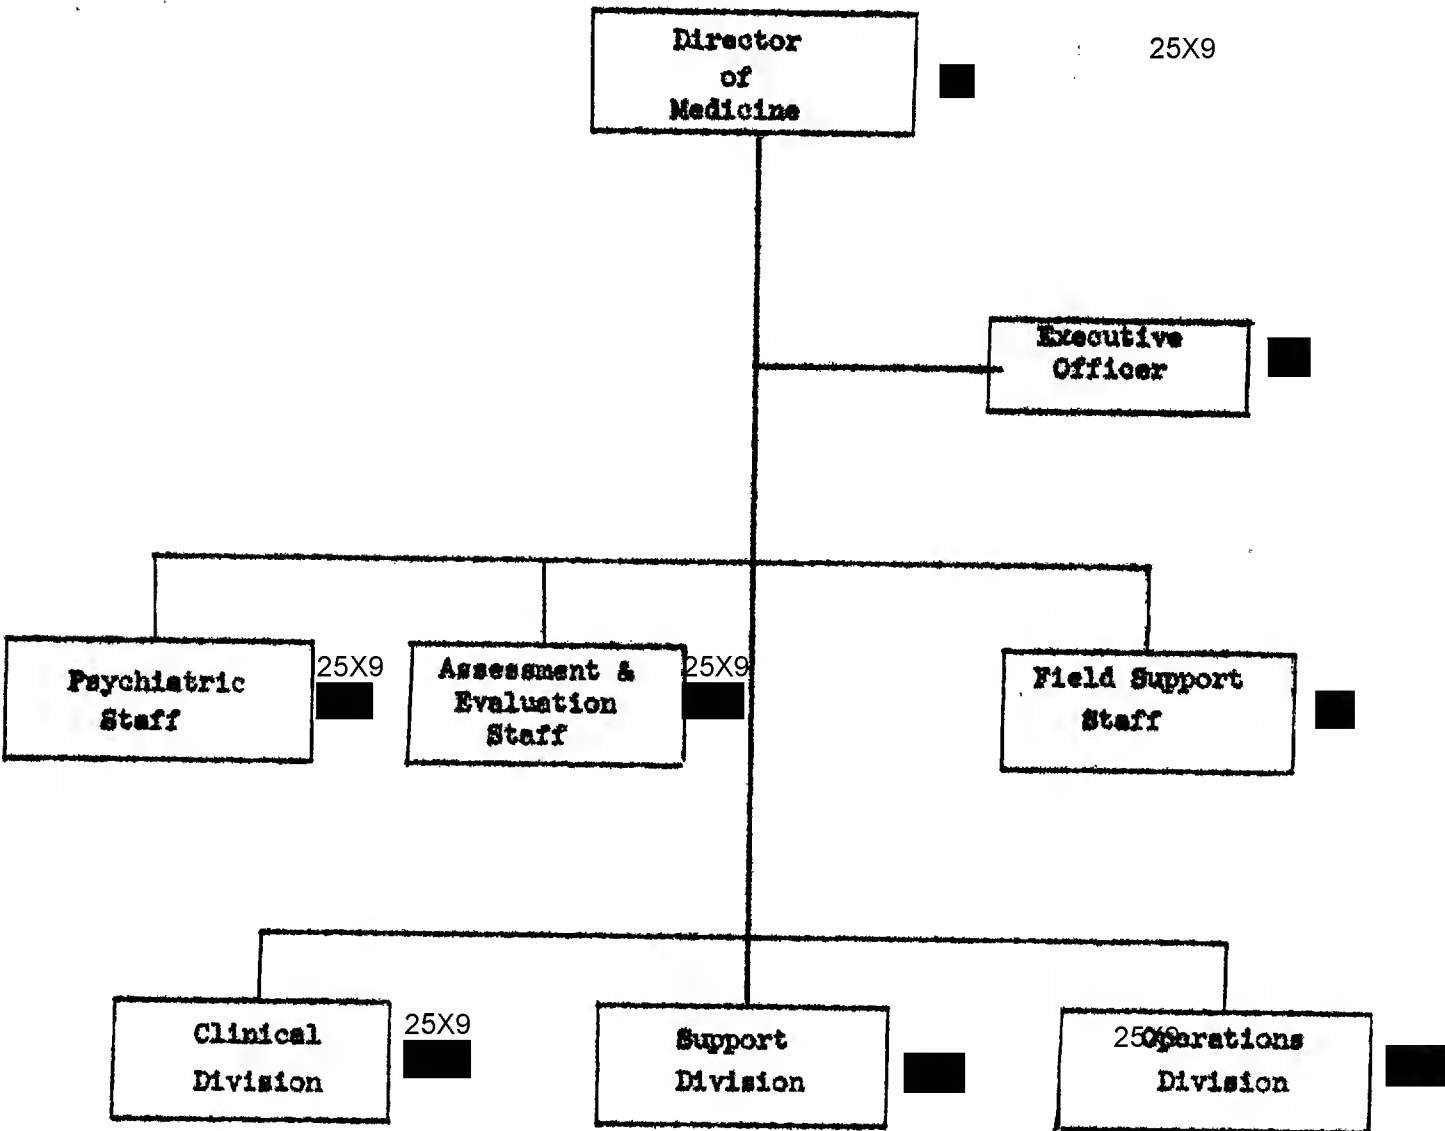 Director
of
Medicine
25X9
Executive
Officer
Psychiatric
Staff
25X9
Assessment &
Evaluation
Staff
25X9
Field Support
Staff
Clinical
Division
25X9
Support
Division
25X9
Operations
Division